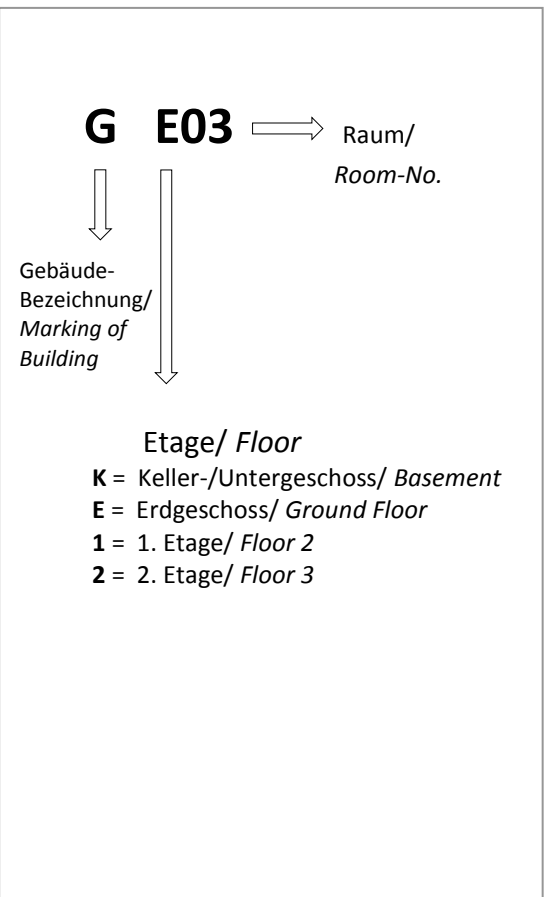 G E03
Raum/
Room-No.
Gebäude-
Bezeichnung/
Marking of
Building
Etage/ Floor
K = Keller-/Untergeschoss/ Basement
E = Erdgeschoss/ Ground Floor
1 = 1. Etage/ Floor 2
2 = 2. Etage/ Floor 3